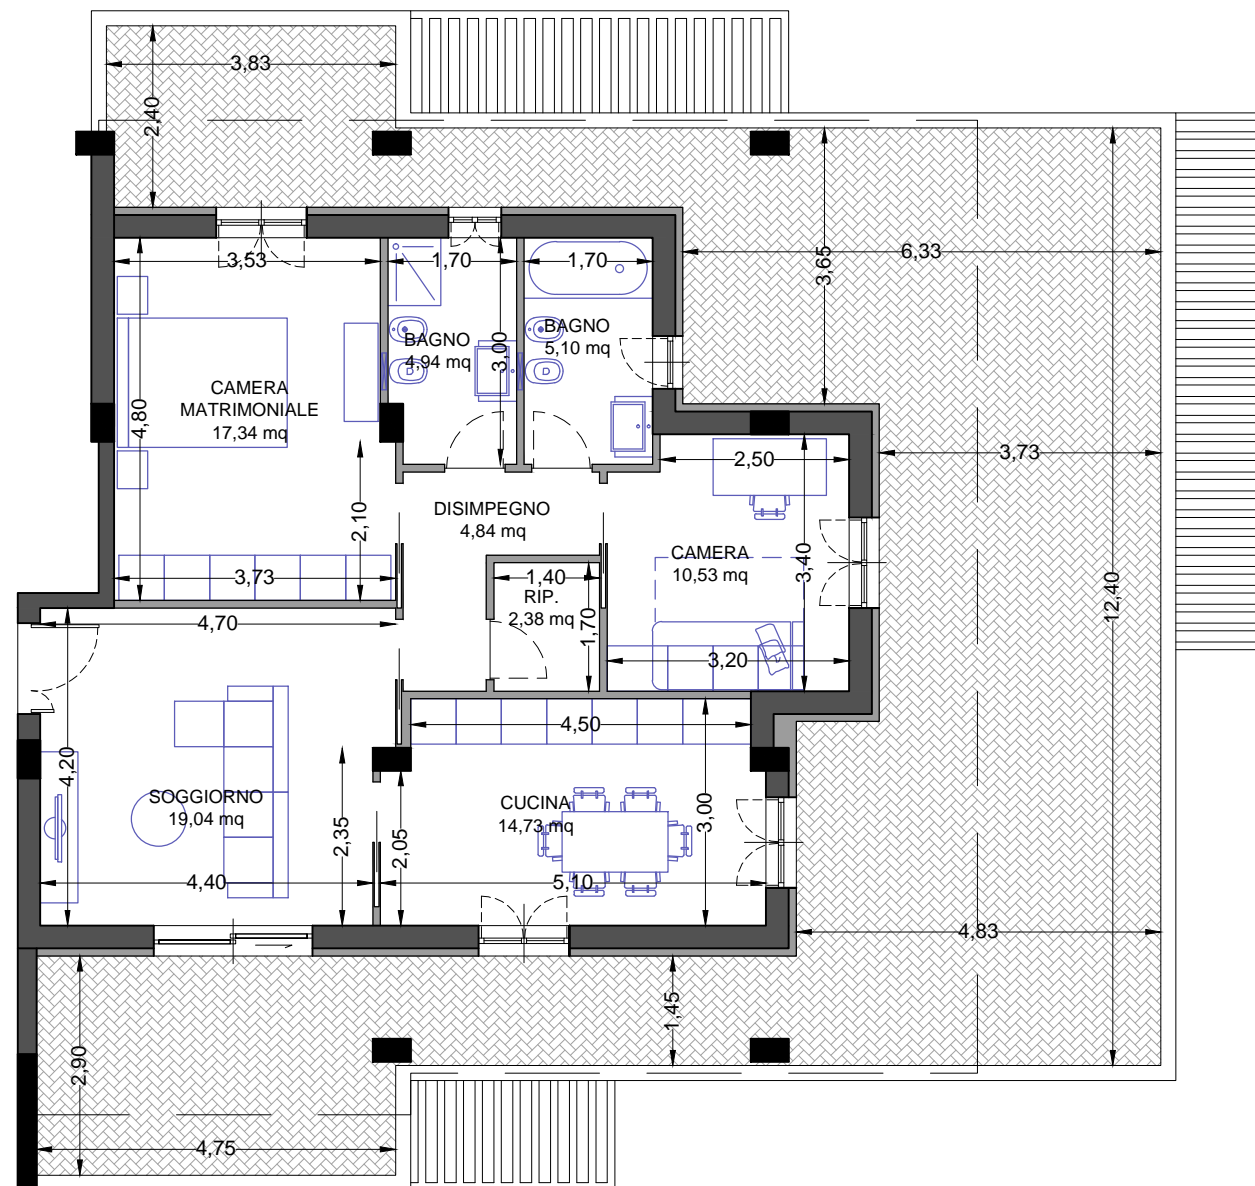 3,83
2,40
3,65
6,33
3,53
1,70
1,70
BAGNO
4,94 mq
3,00
BAGNO
5,10 mq
CAMERA
MATRIMONIALE
17,34 mq
4,80
2,50
3,73
2,10
DISIMPEGNO
4,84 mq
CAMERA
10,53 mq
3,40
3,73
1,40
RIP.
2,38 mq
1,70
12,40
4,70
3,20
4,50
4,20
SOGGIORNO
19,04 mq
2,35
2,05
CUCINA
14,73 mq
3,00
4,40
5,10
4,83
1,45
2,90
4,75